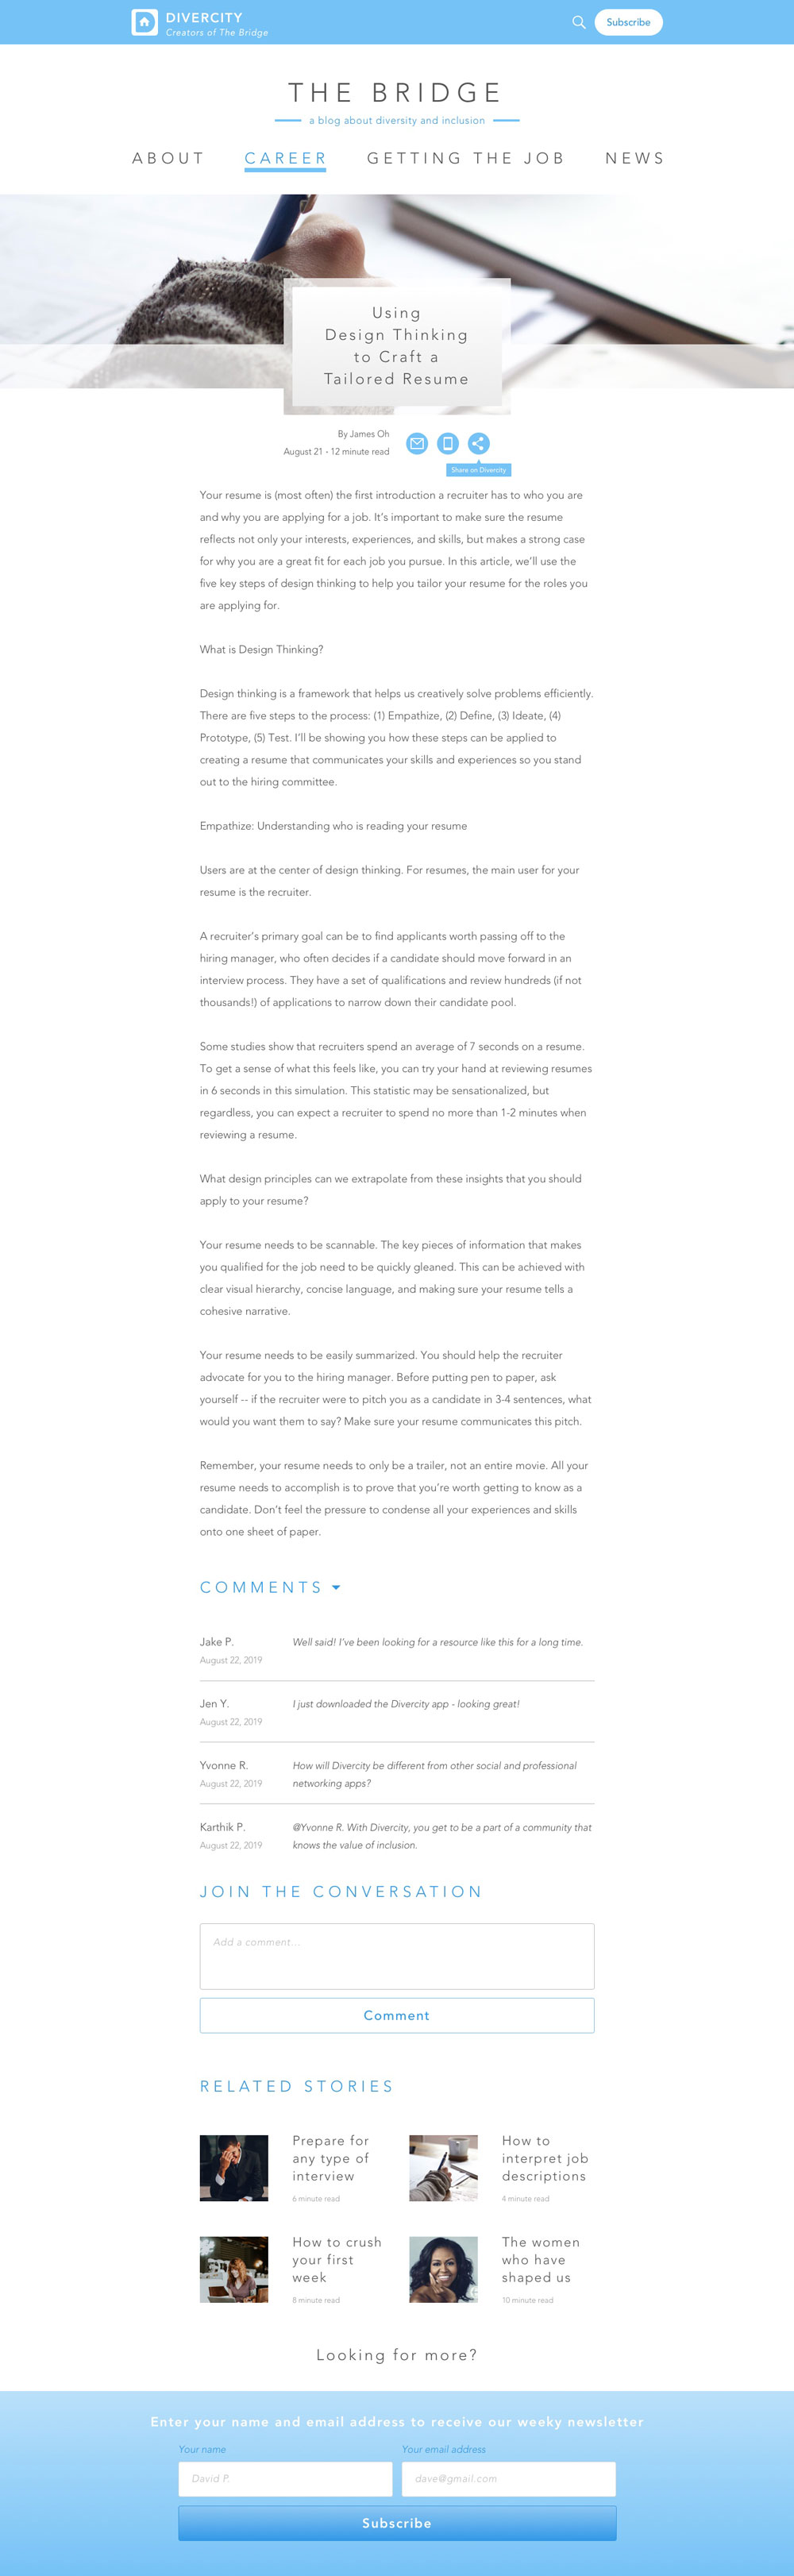 DIVERCITY
Creators of The Bridge
Subscribe
THE BRIDGE
a blog about diversity and inclusion
ABOUT CAREER GETTING THE JOB NEWS
Using
Design Thinking
to Craft a
Tailored Resume
By James Oh
August 21 • 12 minute read
Share on Divercity
Your resume is (most often) the first introduction a recruiter has to who you are
and why you are applying for a job. It's important to make sure the resume
reflects not only your interests, experiences, and skills, but makes a strong case
for why you are a great fit for each job you pursue. In this article, we'll use the
five key steps of design thinking to help you tailor your resume for the roles you
are applying for.
What is Design Thinking?
Design thinking is a framework that helps us creatively solve problems efficiently.
There are five steps to the process: (1) Empathize, (2) Define, (3) Ideate, (4)
Prototype, (5) Test. I'll be showing you how these steps can be applied to
creating a resume that communicates your skills and experiences so you stand
out to the hiring committee.
Empathize: Understanding who is reading your resume
Users are at the center of design thinking. For resumes, the main user for your
resume is the recruiter.
A recruiter's primary goal can be to find applicants worth passing off to the
hiring manager, who often decides if a candidate should move forward in an
interview process. They have a set of qualifications and review hundreds (if not
thousands!) of applications to narrow down their candidate pool.
Some studies show that recruiters spend an average of 7 seconds on a resume.
To get a sense of what this feels like, you can try your hand at reviewing resumes
in 6 seconds in this simulation. This statistic may be sensationalized, but
regardless, you can expect a recruiter to spend no more than 1-2 minutes when
reviewing a resume.
What design principles can we extrapolate from these insights that you should
apply to your resume?
Your resume needs to be scannable. The key pieces of information that makes
you qualified for the job need to be quickly gleaned. This can be achieved with
clear visual hierarchy, concise language, and making sure your resume tells a
cohesive narrative.
Your resume needs to be easily summarized. You should help the recruiter
advocate for you to the hiring manager. Before putting pen to paper, ask
yourself -- if the recruiter were to pitch you as a candidate in 3-4 sentences, what
would you want them to say? Make sure your resume communicates this pitch.
Remember, your resume needs to only be a trailer, not an entire movie. All your
resume needs to accomplish is to prove that you're worth getting to know as a
candidate. Don't feel the pressure to condense all your experiences and skills
onto one sheet of paper.
COMMENTS
Jake P.
August 22, 2019
Well said! I've been looking for a resource like this for a long time.
Jen Y.
August 22, 2019
I just downloaded the Divercity app - looking great!
Yvonne R.
August 22, 2019
How will Divercity be different from other social and professional
networking apps?
Karthik P.
August 22, 2019
@Yvonne R. With Divercity, you get to be a part of a community that
knows the value of inclusion.
JOIN THE CONVERSATION
Add a comment...
Comment
RELATED STORIES
Prepare for
any type of
interview
6 minute read
How to
interpret job
descriptions
4 minute read
How to crush
your first
week
8 minute read
The women
who have
shaped us
10 minute read
Looking for more?
Enter your name and email address to receive our weeky newsletter
Your name
David P.
Your email address
dave@gmail.com
Subscribe